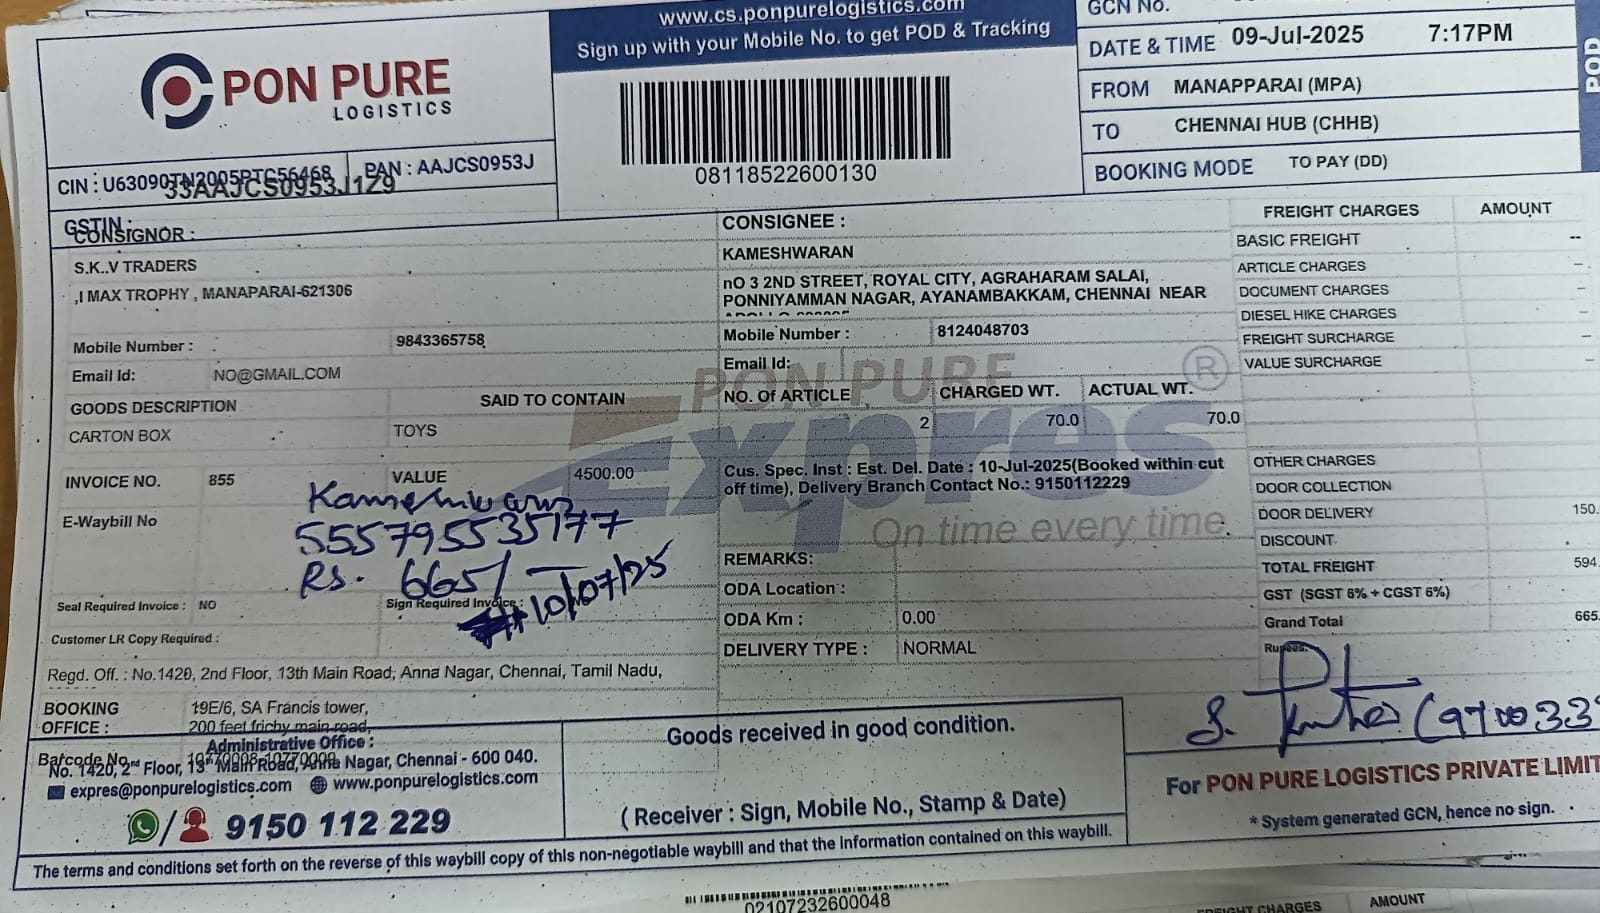 www.cs.ponpurelogistics.com
Sign up with your Mobile No. to get POD & Tracking
PON PURE
LOGISTICS
CIN : U63090TN2005PTC56468
PAN : AAJCS0953J
33AAJCS0953J1Z9
GSTIN :
08118522600130
GCN No.
DATE & TIME 09-Jul-2025 7:17PM
FROM MANAPPARAI (MPA)
TO CHENNAI HUB (CHHB)
BOOKING MODE TO PAY (DD)
POD
CONSIGNOR :
S.K..V TRADERS
,I MAX TROPHY , MANAPARAI-621306
Mobile Number : 9843365758
Email Id: NO@GMAIL.COM
GOODS DESCRIPTION SAID TO CONTAIN
CARTON BOX TOYS
INVOICE NO. 855 VALUE 4500.00
E-Waybill No
Kameshwaran
555795535177
RS. 665/
10/07/25
Seal Required Invoice : NO
Sign Required Invoice :
Customer LR Copy Required :
Regd. Off. : No.1420, 2nd Floor, 13th Main Road, Anna Nagar, Chennai, Tamil Nadu,
BOOKING OFFICE : 19E/6, SA Francis tower,
200 feet trichy main road,
CONSIGNEE :
KAMESHWARAN
nO 3 2ND STREET, ROYAL CITY, AGRAHARAM SALAI,
PONNIYAMMAN NAGAR, AYANAMBAKKAM, CHENNAI NEAR
Mobile Number : 8124048703
Email Id:
PON PURE
Expres
®
On time every time.
NO. Of ARTICLE CHARGED WT. ACTUAL WT.
2 70.0 70.0
Cus. Spec. Inst : Est. Del. Date : 10-Jul-2025(Booked within cut
off time), Delivery Branch Contact No.: 9150112229
REMARKS:
ODA Location :
ODA Km : 0.00
DELIVERY TYPE : NORMAL
FREIGHT CHARGES AMOUNT
BASIC FREIGHT --
ARTICLE CHARGES
DOCUMENT CHARGES
DIESEL HIKE CHARGES
FREIGHT SURCHARGE
VALUE SURCHARGE
OTHER CHARGES
DOOR COLLECTION
DOOR DELIVERY 150.
DISCOUNT
TOTAL FREIGHT 594.
GST (SGST 6% + CGST 6%)
Grand Total 665.
Rupees:
Barcode No.
Administrative Office :
No. 1420, 2nd Floor, 13th Main Road, Anna Nagar, Chennai - 600 040.
expres@ponpurelogistics.com www.ponpurelogistics.com
9150 112 229
Goods received in good condition.
( Receiver : Sign, Mobile No., Stamp & Date)
For PON PURE LOGISTICS PRIVATE LIMIT
* System generated GCN, hence no sign.
The terms and conditions set forth on the reverse of this waybill copy of this non-negotiable waybill and that the information contained on this waybill.
02107232600048
FREIGHT CHARGES AMOUNT